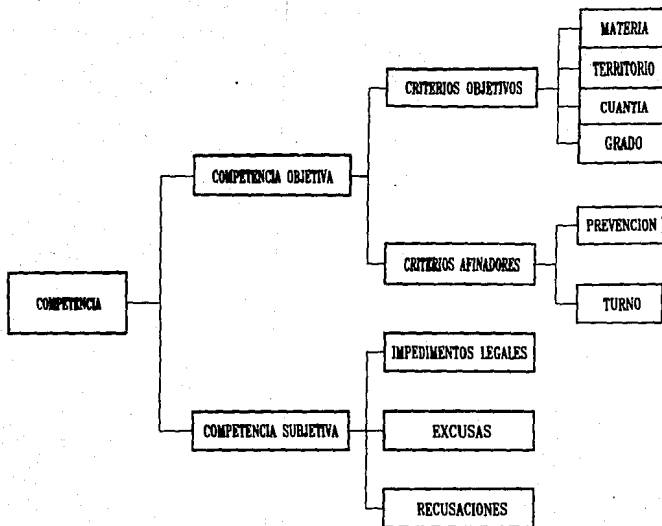 MATERIA
CRITERIOS OBJETIVOS
TERRITORIO
CUANTIA
GRADO
COMPETENCIA OBJETIVA
PREVENCION
CRITERIOS AFINADORES
COMPETENCIA
TURNO
IMPEDIMENTOS LEGALES
COMPETENCIA SUBJETIVA
EXCUSAS
RECUSACIONES